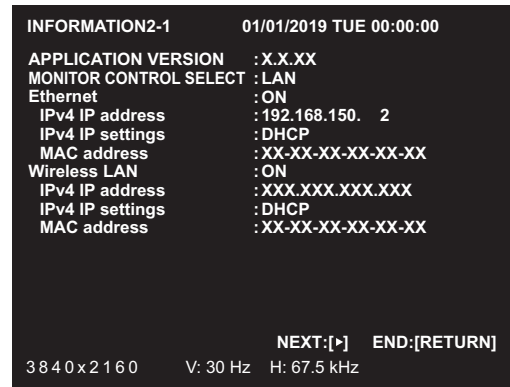 INFORMATION2-1 01/01/2019 TUE 00:00:00
APPLICATION VERSION :X.X.XX
MONITOR CONTROL SELECT :LAN
Ethernet :ON
IPv4 IP address :192.168.150. 2
IPv4 IP settings :DHCP
MAC address :XX-XX-XX-XX-XX-XX
Wireless LAN :ON
IPv4 IP address :XXX.XXX.XXX.XXX
IPv4 IP settings :DHCP
MAC address :XX-XX-XX-XX-XX-XX
NEXT:[▸] END:[RETURN]
3840x2160 V: 30 Hz H: 67.5 kHz